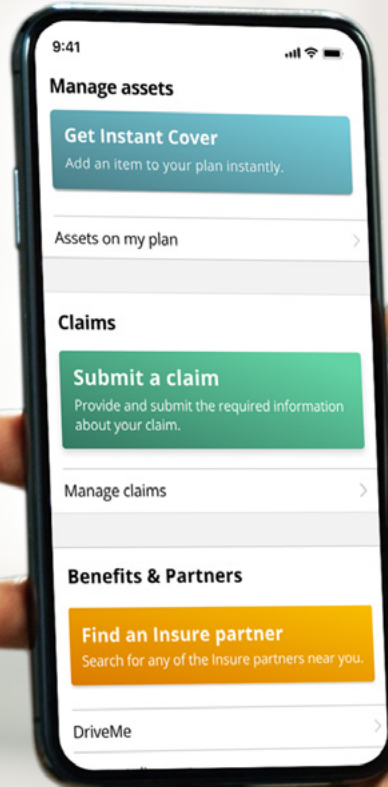 9:41
Manage assets
Get Instant Cover
Add an item to your plan instantly.
Assets on my plan
Claims
Submit a claim
Provide and submit the required information
about your claim.
Manage claims
Benefits & Partners
Find an Insure partner
Search for any of the Insure partners near you.
DriveMe